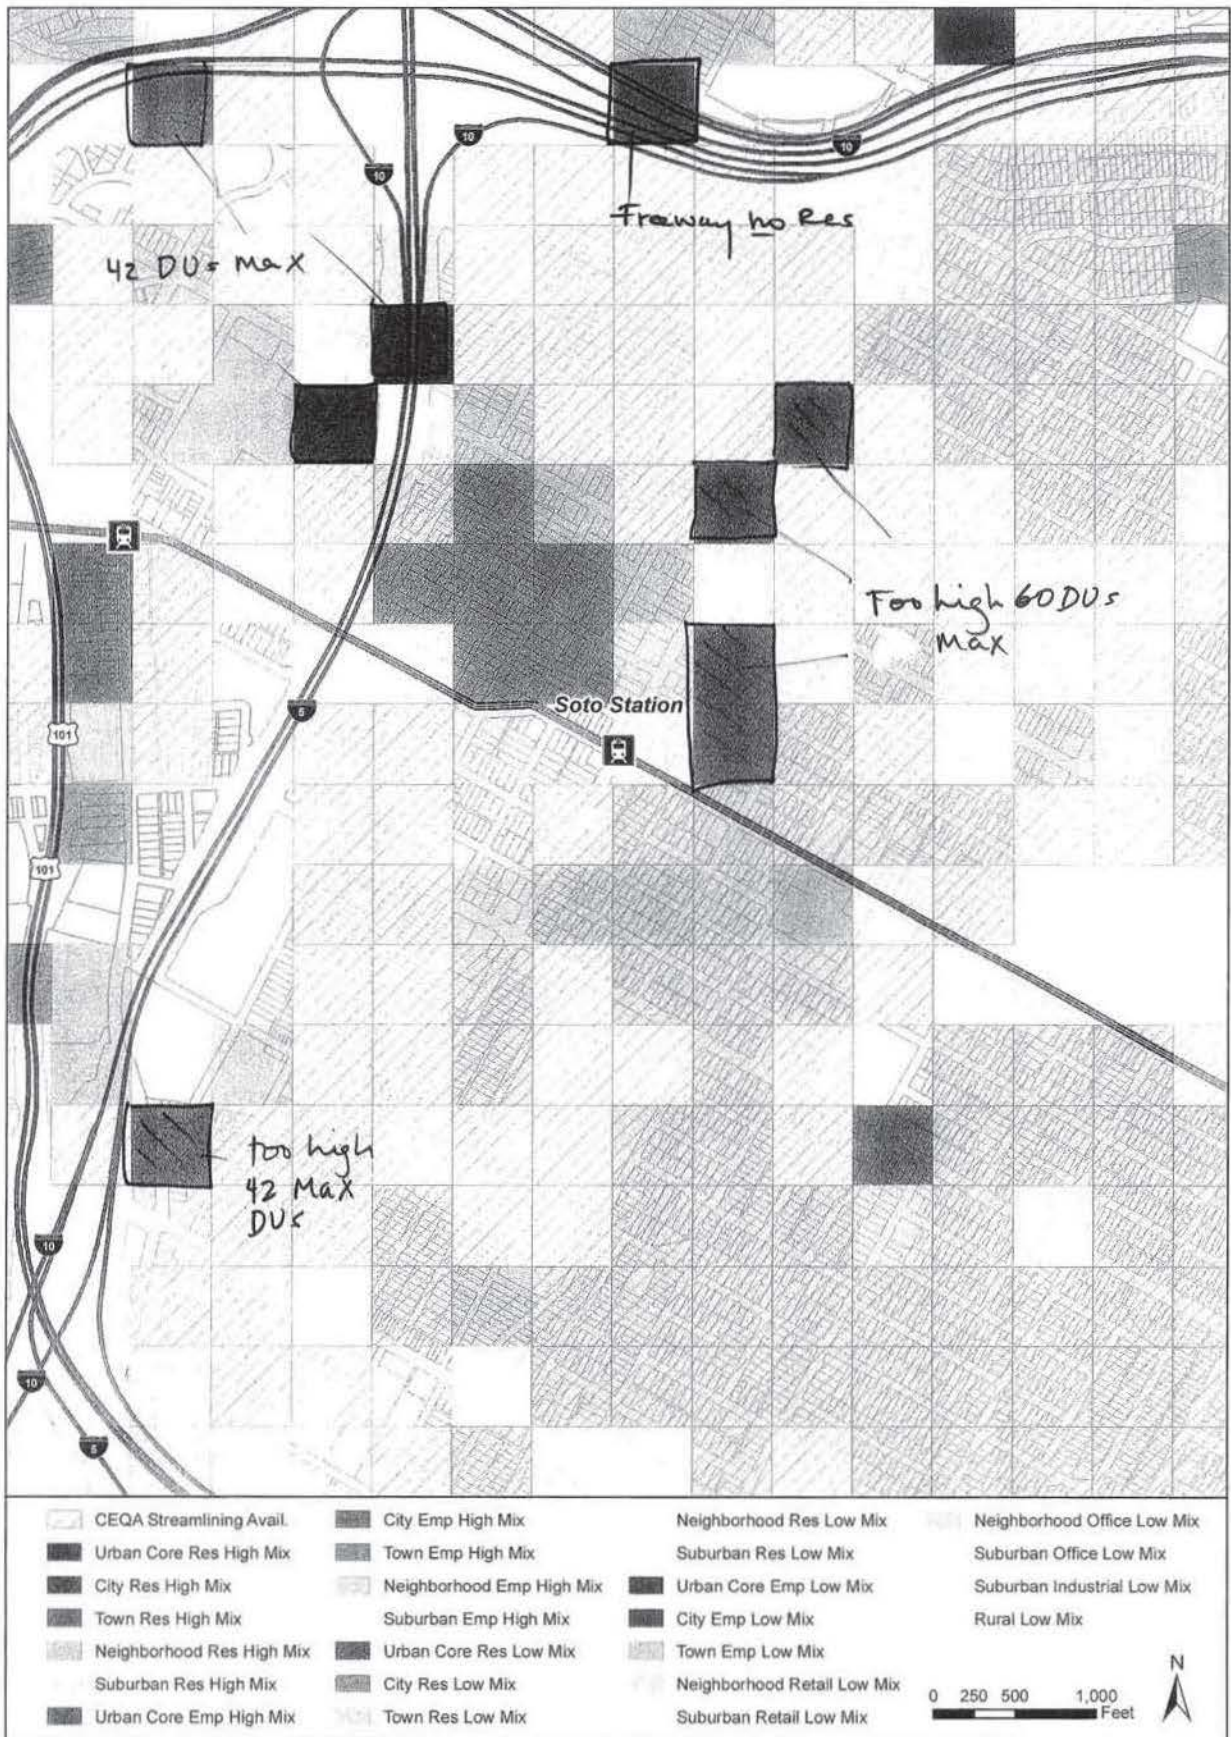 10
10
10
Freeway no Res
42 DUs Max
Too high 60 DUs
Max
Soto Station
5
101
101
too high
42 Max
DUs
10
10
5
CEQA Streamlining Avail.
Urban Core Res High Mix
City Res High Mix
Town Res High Mix
Neighborhood Res High Mix
Suburban Res High Mix
Urban Core Emp High Mix
City Emp High Mix
Town Emp High Mix
Neighborhood Emp High Mix
Suburban Emp High Mix
Urban Core Res Low Mix
City Res Low Mix
Town Res Low Mix
Neighborhood Res Low Mix
Suburban Res Low Mix
Urban Core Emp Low Mix
City Emp Low Mix
Town Emp Low Mix
Neighborhood Retail Low Mix
Suburban Retail Low Mix
Neighborhood Office Low Mix
Suburban Office Low Mix
Suburban Industrial Low Mix
Rural Low Mix
0 250 500 1,000
Feet
N